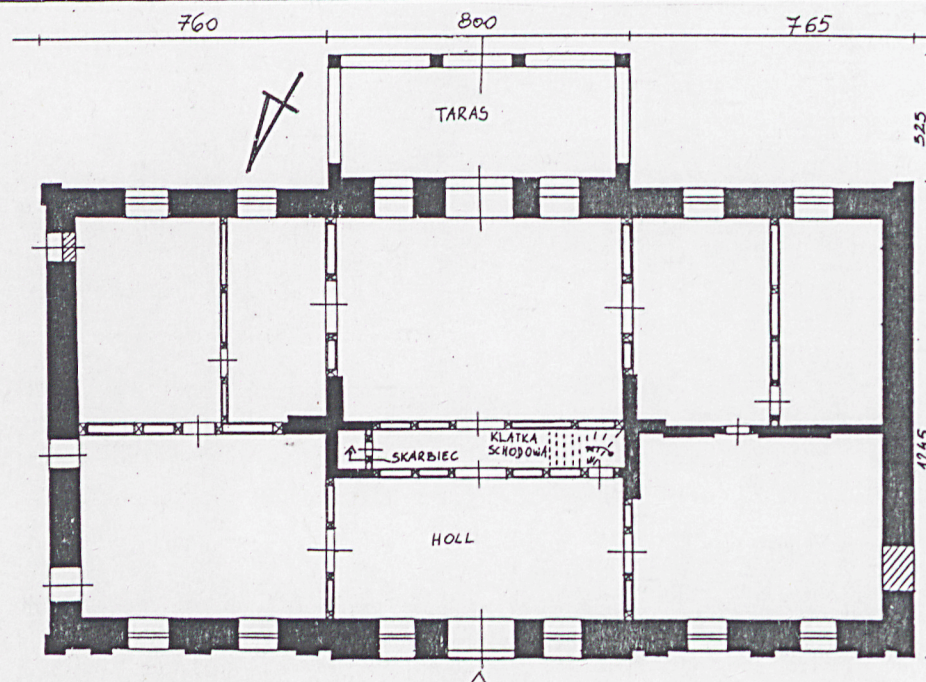 760 800 765
TARAS
525
KLATKA
SCHODOWA
SKARBIEC
1265
HOLL